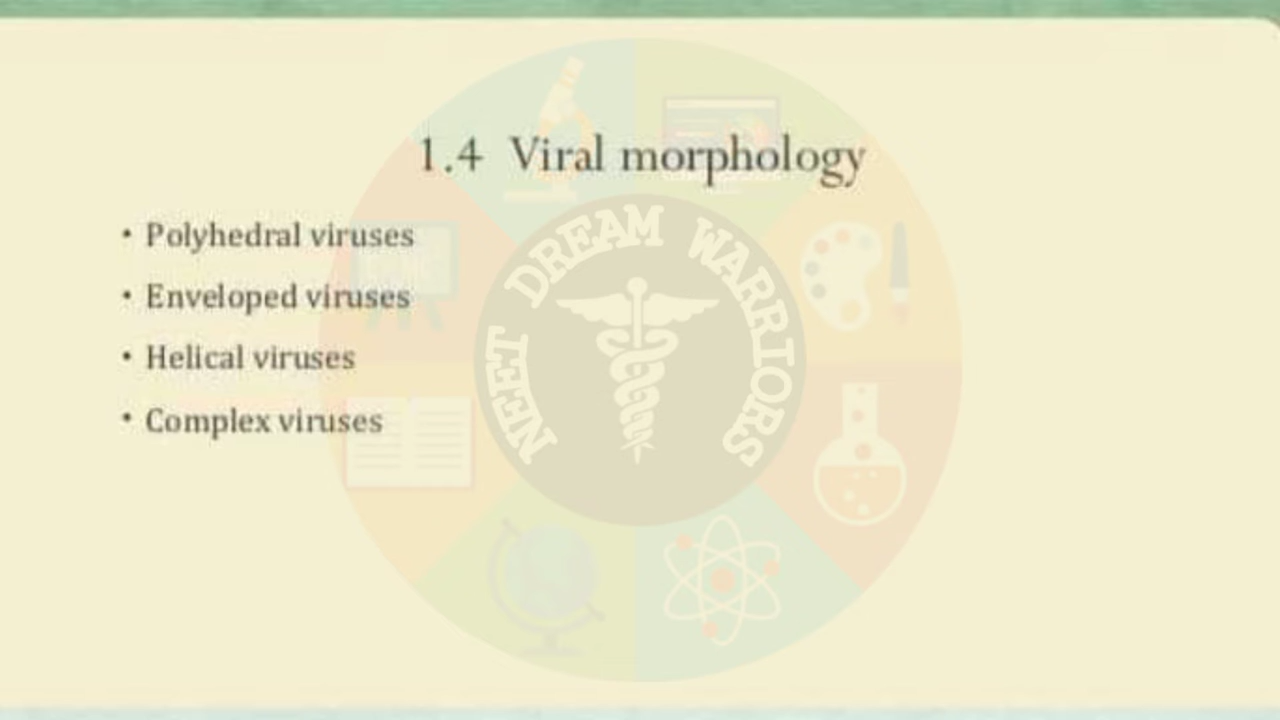 1.4 Viral morphology
• Polyhedral viruses
• Enveloped viruses
• Helical viruses
• Complex viruses
NEET DREAM WARRIORS